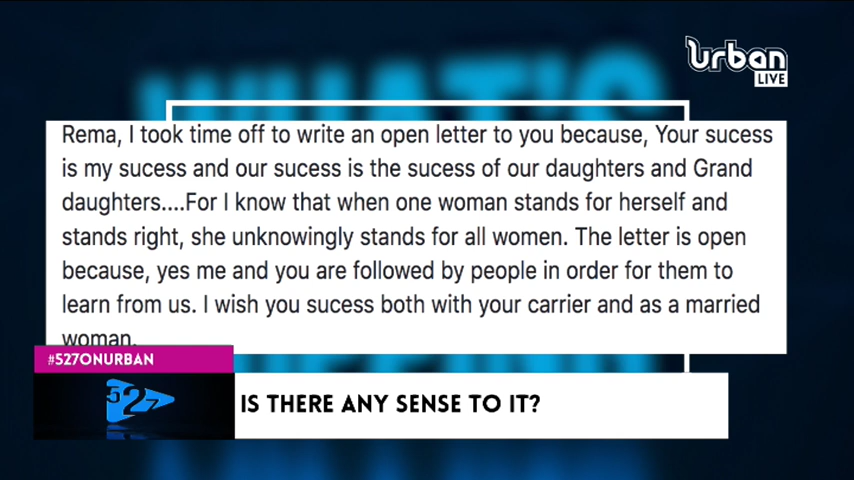 Urban
LIVE
WHAT'S
Rema, I took time off to write an open letter to you because, Your sucess
is my sucess and our sucess is the sucess of our daughters and Grand
daughters....For I know that when one woman stands for herself and
stands right, she unknowingly stands for all women. The letter is open
because, yes me and you are followed by people in order for them to
learn from us. I wish you sucess both with your carrier and as a married
woman.
#527ONURBAN
527
IS THERE ANY SENSE TO IT?